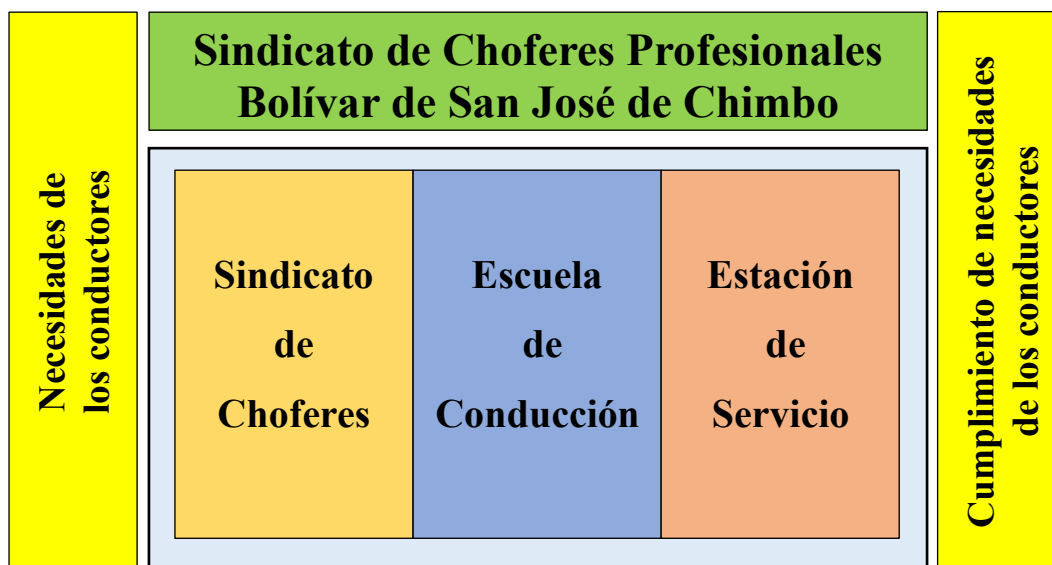 Necesidades de
los conductores
Sindicato de Choferes Profesionales
Bolívar de San José de Chimbo
Sindicato
de
Choferes
Escuela
de
Conducción
Estación
de
Servicio
Cumplimiento de necesidades
de los conductores